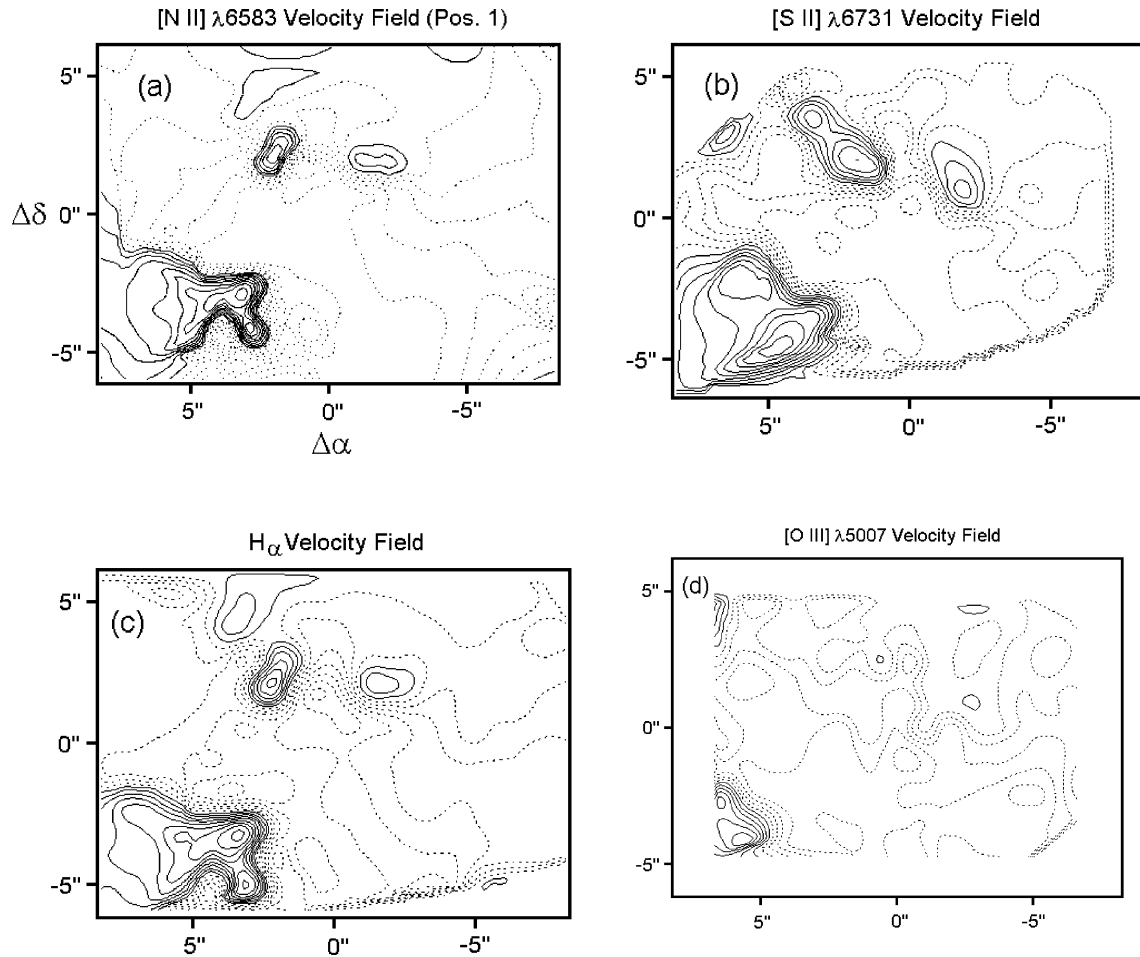 [N II] λ6583 Velocity Field (Pos. 1)
(a)
5"
Δδ 0"
-5"
5" 0" -5"
Δα
[S II] λ6731 Velocity Field
(b)
5"
0"
-5"
5" 0" -5"
Hα Velocity Field
(c)
5"
0"
-5"
5" 0" -5"
[O III] λ5007 Velocity Field
(d)
5"
0"
-5"
5" 0" -5"